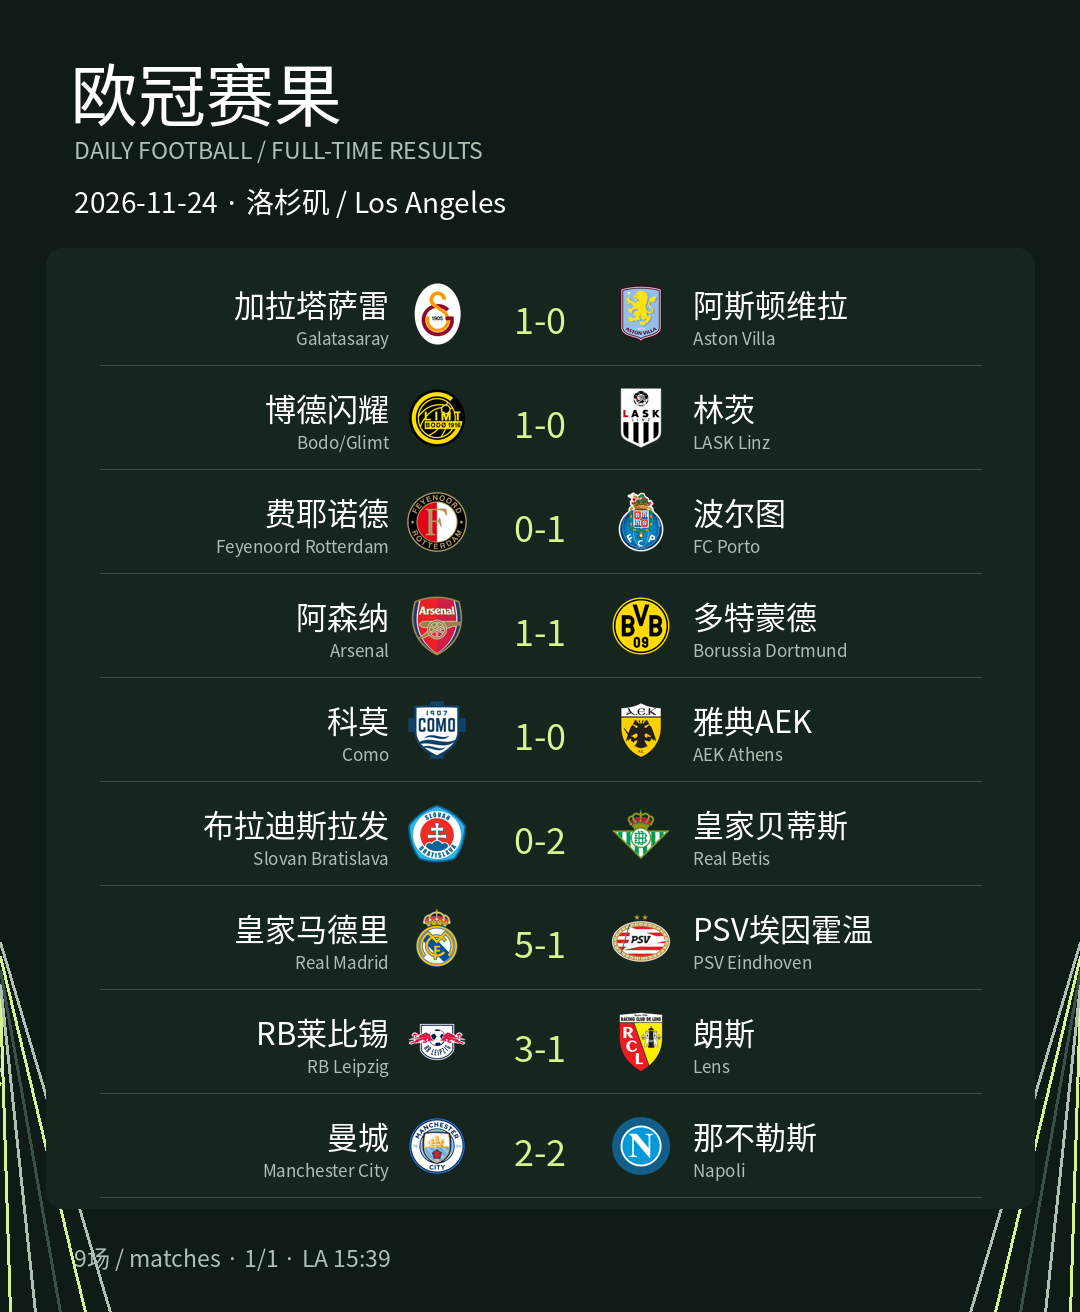 欧冠赛果
DAILY FOOTBALL / FULL-TIME RESULTS
2026-11-24 · 洛杉矶 / Los Angeles
加拉塔萨雷 1-0 阿斯顿维拉
Galatasaray Aston Villa
博德闪耀 1-0 林茨
Bodo/Glimt LASK Linz
费耶诺德 0-1 波尔图
Feyenoord Rotterdam FC Porto
阿森纳 1-1 多特蒙德
Arsenal Borussia Dortmund
科莫 1-0 雅典AEK
Como AEK Athens
布拉迪斯拉发 0-2 皇家贝蒂斯
Slovan Bratislava Real Betis
皇家马德里 5-1 PSV埃因霍温
Real Madrid PSV Eindhoven
RB莱比锡 3-1 朗斯
RB Leipzig Lens
曼城 2-2 那不勒斯
Manchester City Napoli
9场 / matches · 1/1 · LA 15:39